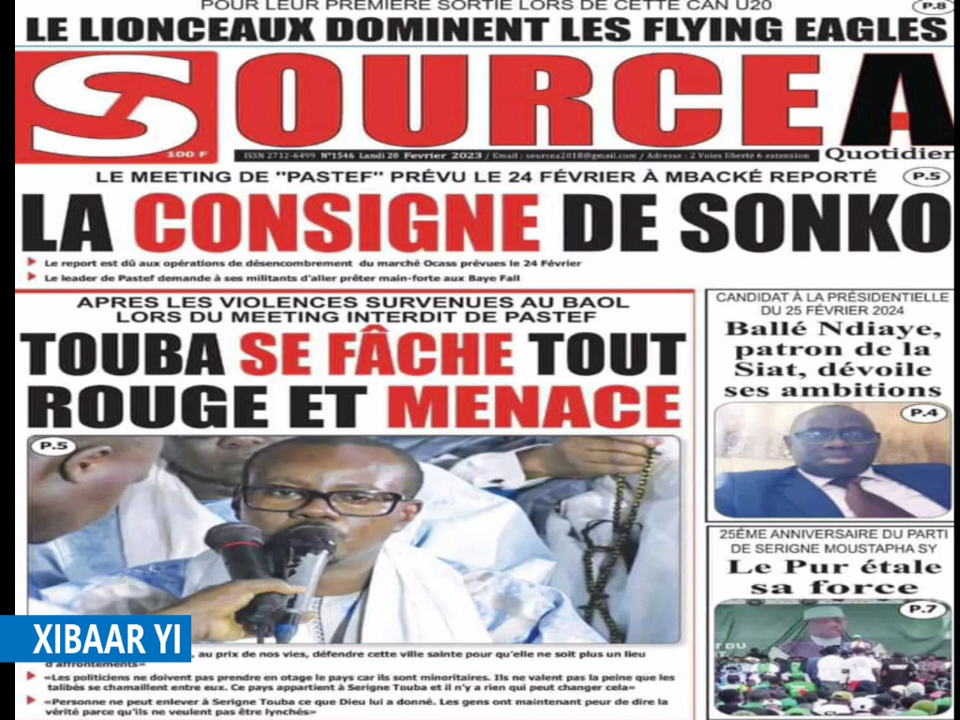 POUR LEUR PREMIÈRE SORTIE LORS DE CETTE CAN U20
P.8
LE LIONCEAUX DOMINENT LES FLYING EAGLES
SOURCE A
100 F
ISSN 2712-6499 N°1546 Lundi 20 Fevrier 2023 / Email : sourcea2018@gmail.com / Adresse : 2 Voies liberté 6 extension
Quotidien
LE MEETING DE "PASTEF" PRÉVU LE 24 FÉVRIER À MBACKÉ REPORTÉ
P.5
LA CONSIGNE DE SONKO
Le report est dû aux opérations de désencombrement du marché Ocass prévues le 24 Février
Le leader de Pastef demande à ses militants d'aller prêter main-forte aux Baye Fall
APRES LES VIOLENCES SURVENUES AU BAOL
LORS DU MEETING INTERDIT DE PASTEF
TOUBA SE FÂCHE TOUT
ROUGE ET MENACE
P.5
, au prix de nos vies, défendre cette ville sainte pour qu'elle ne soit plus un lieu
d'affrontements»
«Les politiciens ne doivent pas prendre en otage le pays car ils sont minoritaires. Ils ne valent pas la peine que les
talibés se chamaillent entre eux. Ce pays appartient à Serigne Touba et il n'y a rien qui peut changer cela»
«Personne ne peut enlever à Serigne Touba ce que Dieu lui a donné. Les gens ont maintenant peur de dire la
vérité parce qu'ils ne veulent pas être lynchés»
CANDIDAT À LA PRÉSIDENTIELLE
DU 25 FÉVRIER 2024
Ballé Ndiaye,
patron de la
Siat, dévoile
ses ambitions
P.4
25ÉME ANNIVERSAIRE DU PARTI
DE SERIGNE MOUSTAPHA SY
Le Pur étale
sa force
P.7
XIBAAR YI